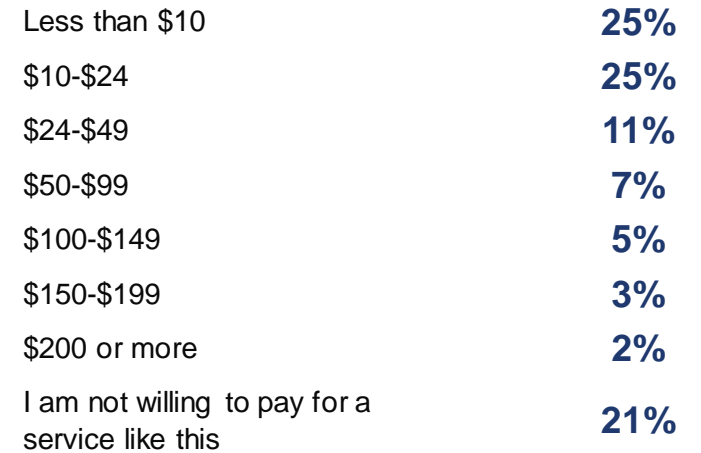 Less than $10 25%
$10-$24 25%
$24-$49 11%
$50-$99 7%
$100-$149 5%
$150-$199 3%
$200 or more 2%
I am not willing to pay for a
service like this 21%